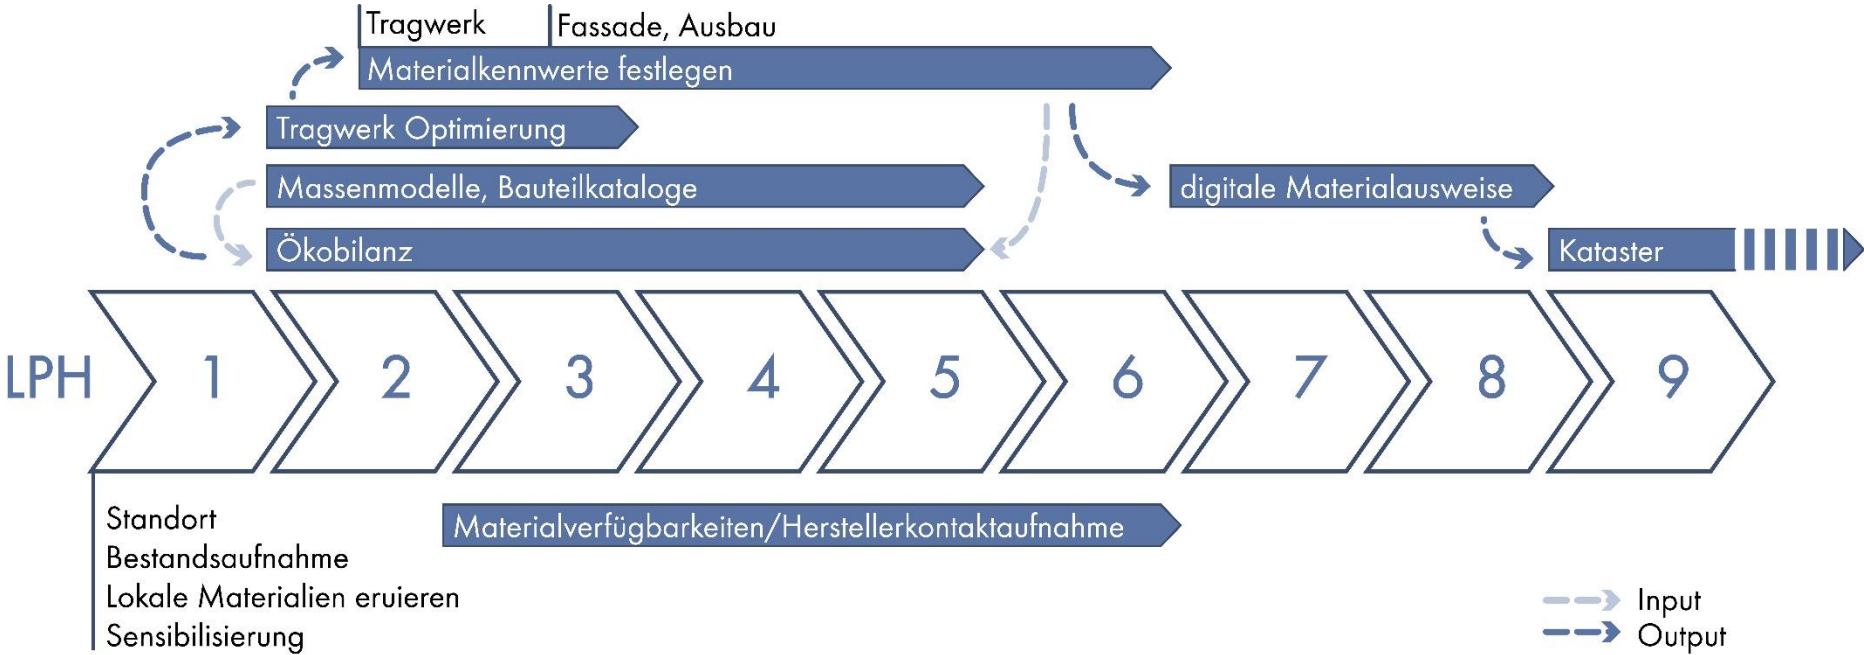 Tragwerk
Fassade, Ausbau
Materialkennwerte festlegen
Tragwerk Optimierung
Massenmodelle, Bauteilkataloge
digitale Materialausweise
Ökobilanz
Kataster
LPH 1 2 3 4 5 6 7 8 9
Standort
Bestandsaufnahme
Lokale Materialien eruieren
Sensibilisierung
Materialverfügbarkeiten/Herstellerkontaktaufnahme
Input
Output